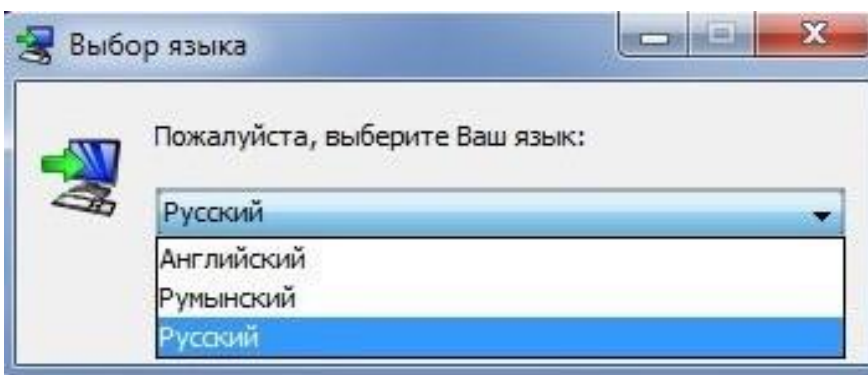 Выбор языка
Пожалуйста, выберите Ваш язык:
Русский
Английский
Румынский
Русский